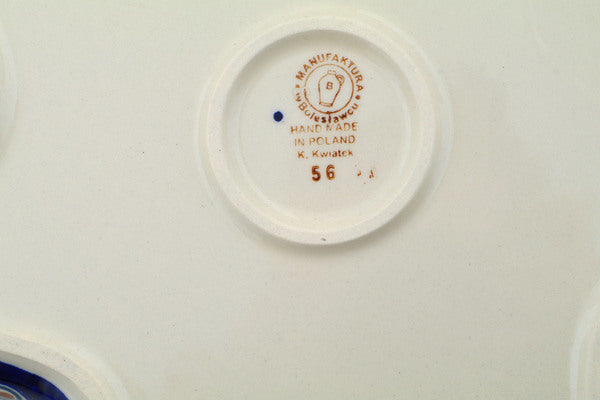 MANUFAKTURA
w Bolesławcu
B
HAND MADE
IN POLAND
K. Kwiatek
56